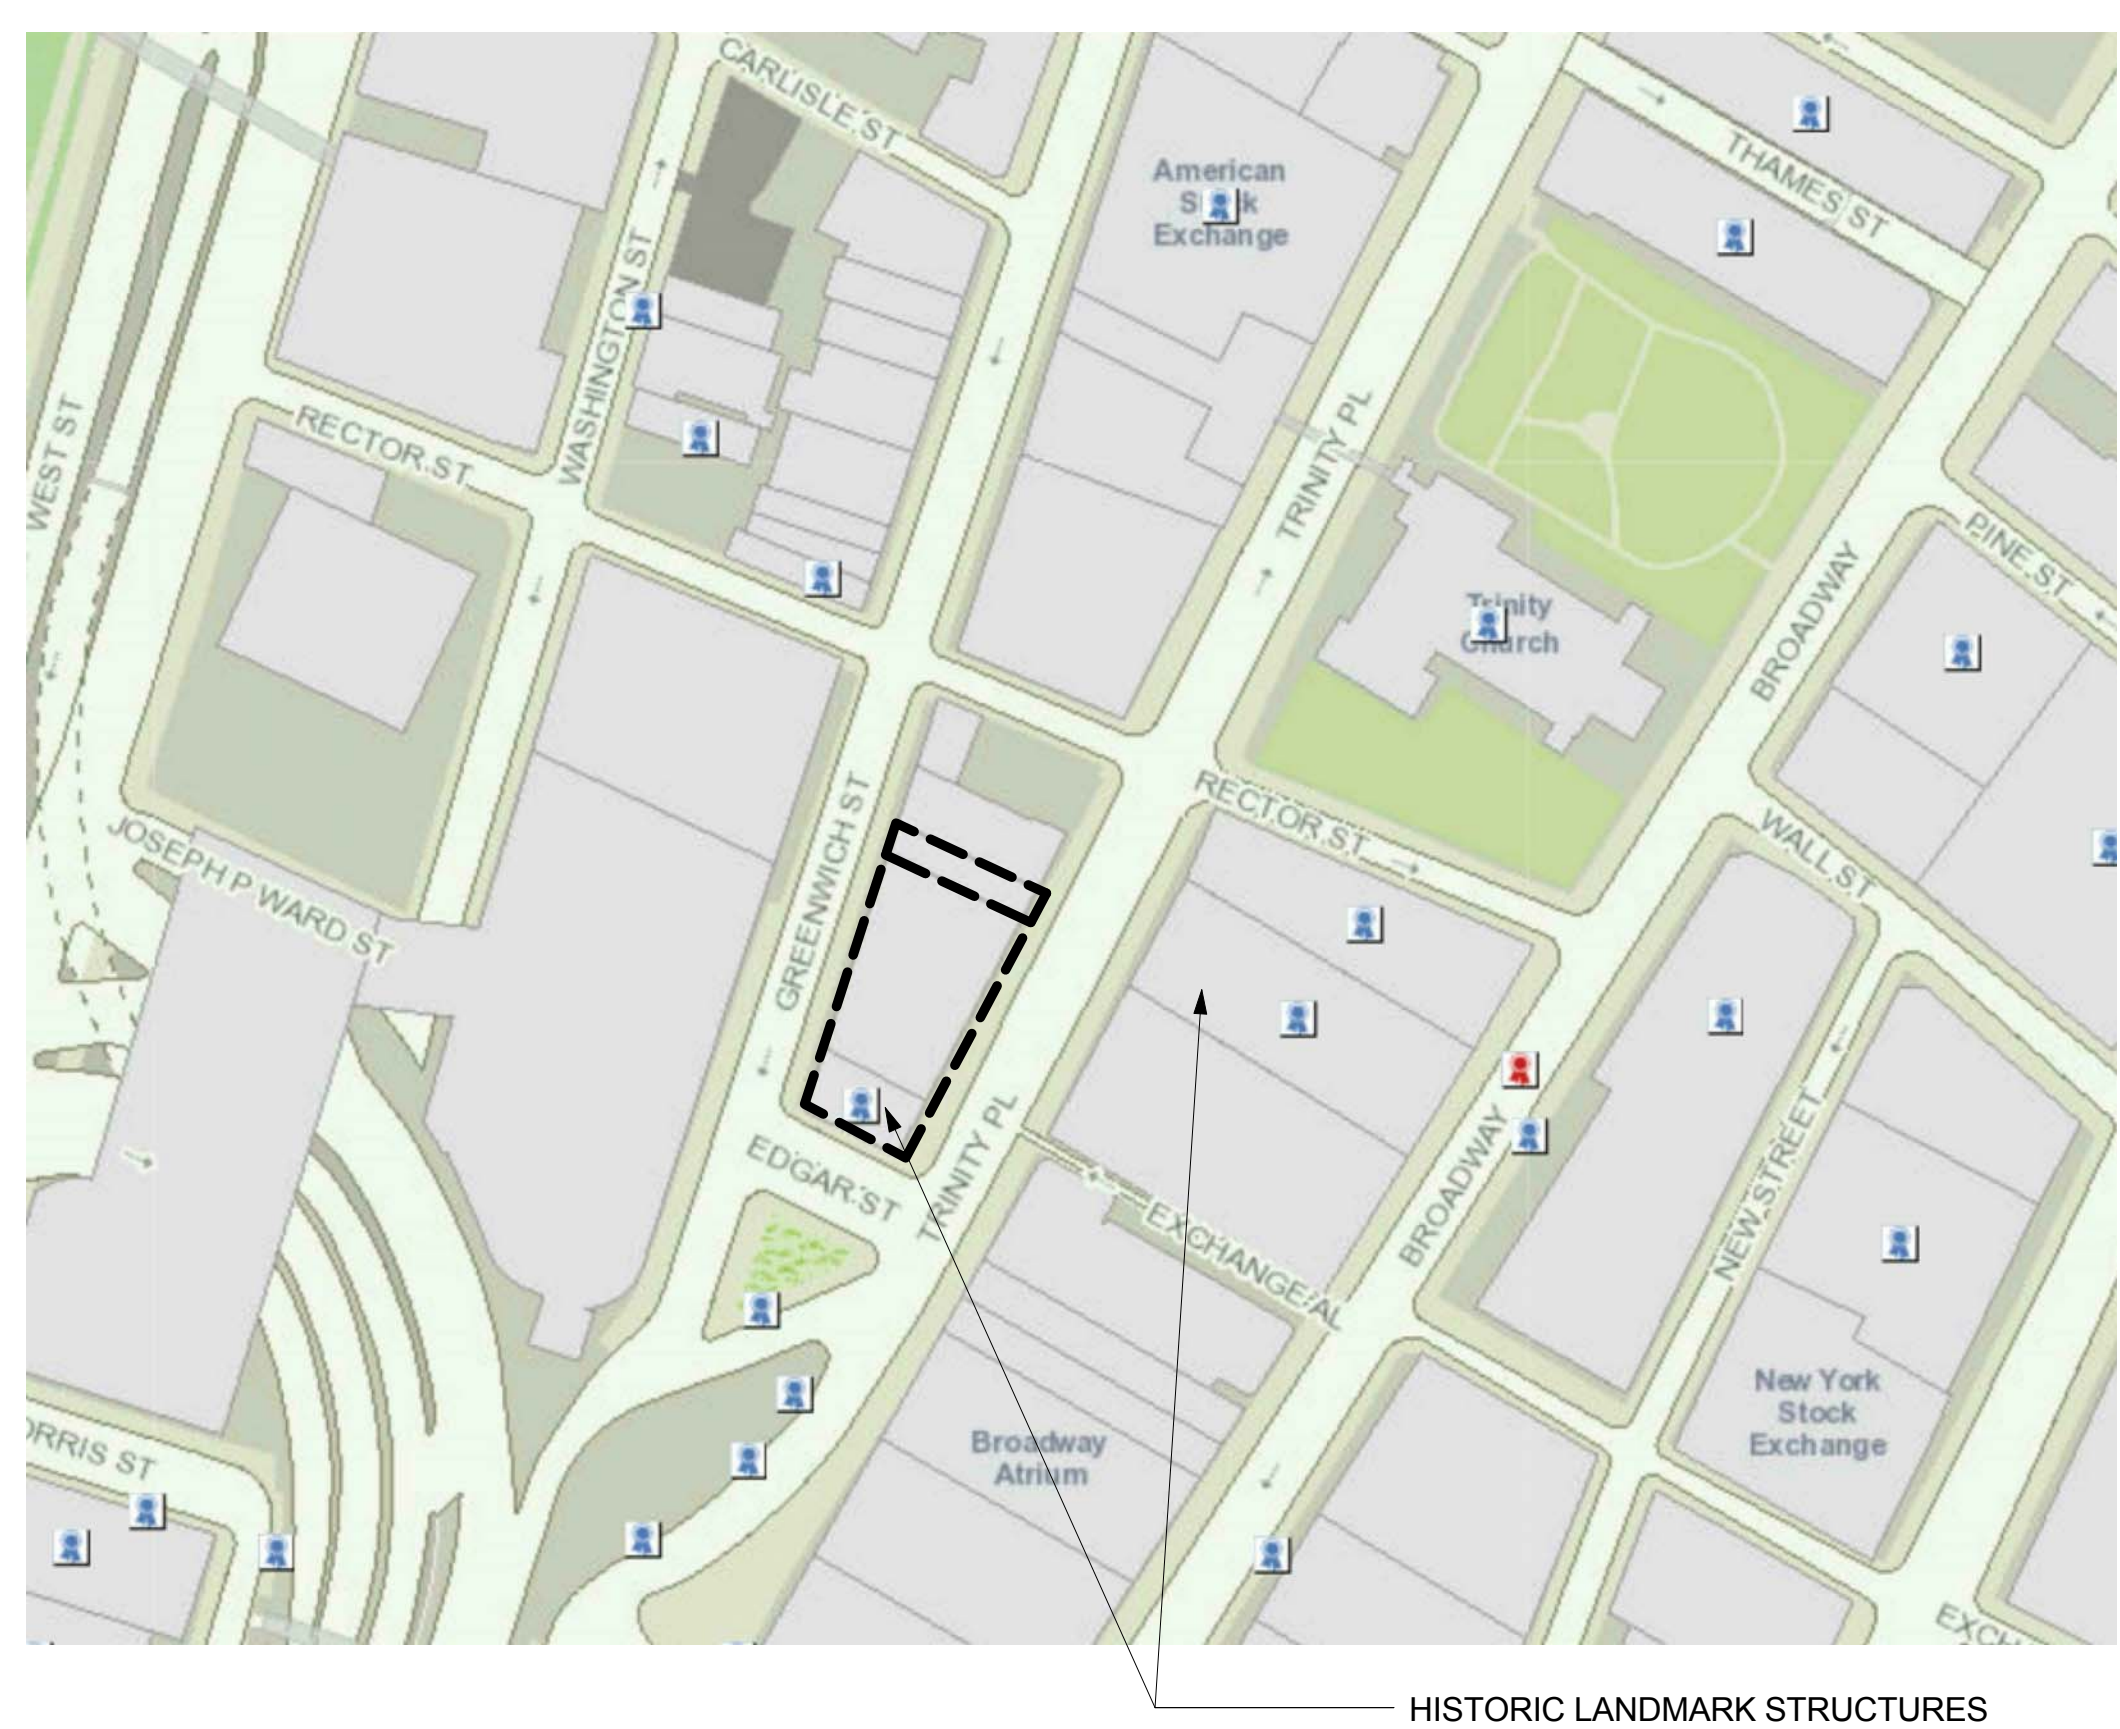 CARLISLE ST
American
Exchange
THAMES ST
WASHINGTON ST
WEST ST
RECTOR ST
TRINITY PL
PINE ST
Trinity
Church
BROADWAY
GREENWICH ST
RECTOR ST
WALL ST
JOSEPH P WARD ST
EDGAR ST
TRINITY PL
EXCHANGE AL
BROADWAY
NEW STREET
New York
Stock
Exchange
Broadway
Atrium
ORRIS ST
EXCH
HISTORIC LANDMARK STRUCTURES